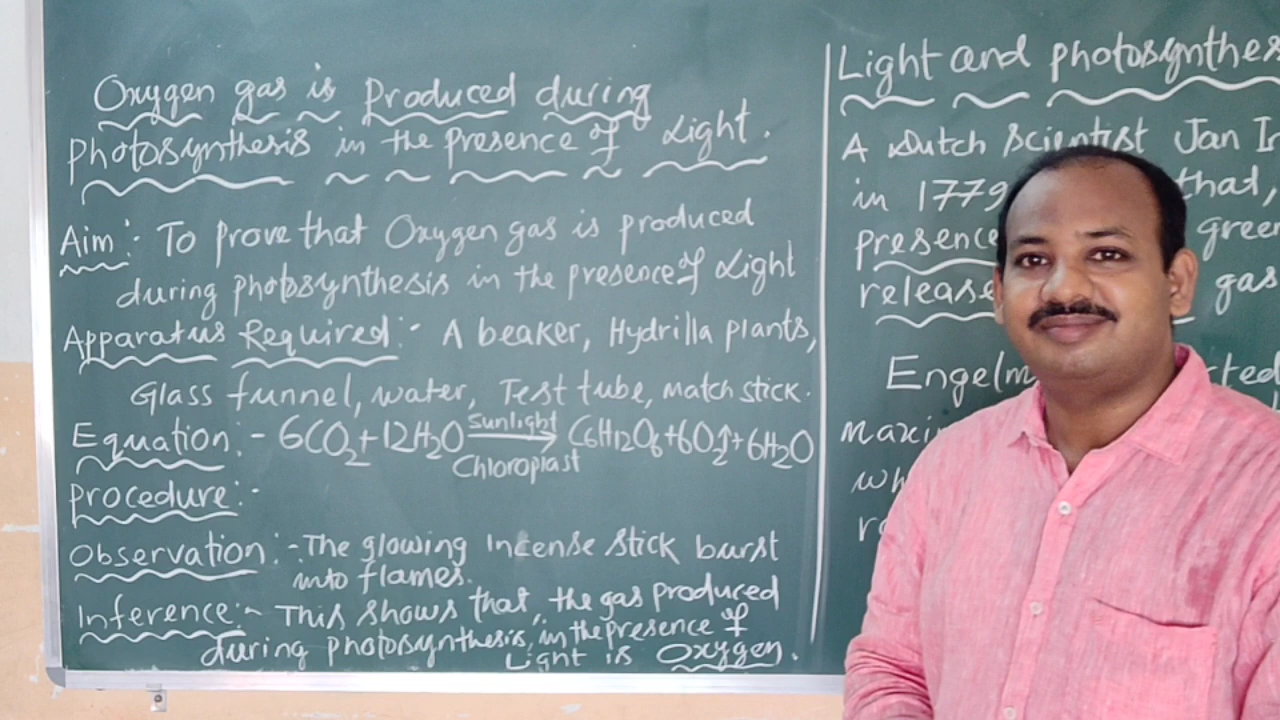 Oxygen gas is Produced during
photosynthesis in the presence of Light.
Aim:- To prove that Oxygen gas is produced
during photosynthesis in the presence of Light
Apparatus Required:- A beaker, Hydrilla plants,
Glass funnel, water, Test tube, match stick.
Equation:- 6CO2+12H2O Sunlight→ Chloroplast C6H12O6+6O2↑+6H2O
Procedure:-
Observation:- The glowing incense stick burst
into flames.
Inference:- This shows that, the gas produced
during photosynthesis, in the presence of
Light is Oxygen.
Light and photosynthes
A Dutch Scientist Jan
in 1779 that,
presence green
release gas